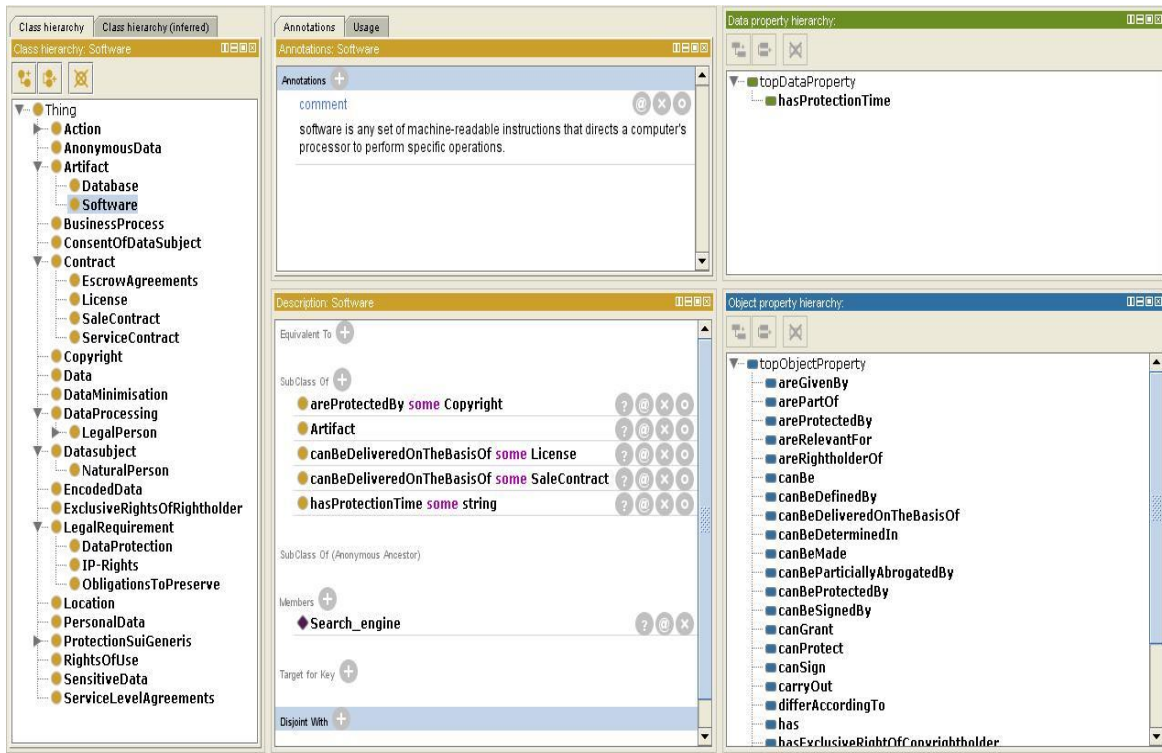 Class hierarchy
Class hierarchy (inferred)
Class hierarchy: Software
Thing
Action
AnonymousData
Artifact
Database
Software
BusinessProcess
ConsentOfDataSubject
Contract
EscrowAgreements
License
SaleContract
ServiceContract
Copyright
Data
DataMinimisation
DataProcessing
LegalPerson
Datasubject
NaturalPerson
EncodedData
ExclusiveRightsOfRightholder
LegalRequirement
DataProtection
IP-Rights
ObligationsToPreserve
Location
PersonalData
ProtectionSuiGeneris
RightsOfUse
SensitiveData
ServiceLevelAgreements
Annotations
Usage
Annotations: Software
Annotations
comment
software is any set of machine-readable instructions that directs a computer's
processor to perform specific operations.
Description: Software
Equivalent To
SubClass Of
areProtectedBy some Copyright
Artifact
canBeDeliveredOnTheBasisOf some License
canBeDeliveredOnTheBasisOf some SaleContract
hasProtectionTime some string
SubClass Of (Anonymous Ancestor)
Members
Search_engine
Target for Key
Disjoint With
Data property hierarchy:
topDataProperty
hasProtectionTime
Object property hierarchy:
topObjectProperty
areGivenBy
arePartOf
areProtectedBy
areRelevantFor
areRightholderOf
canBe
canBeDefinedBy
canBeDeliveredOnTheBasisOf
canBeDeterminedIn
canBeMade
canBeParticiallyAbrogatedBy
canBeProtectedBy
canBeSignedBy
canGrant
canProtect
canSign
carryOut
differAccordingTo
has
hasExclusiveRightOfCopyrightholder